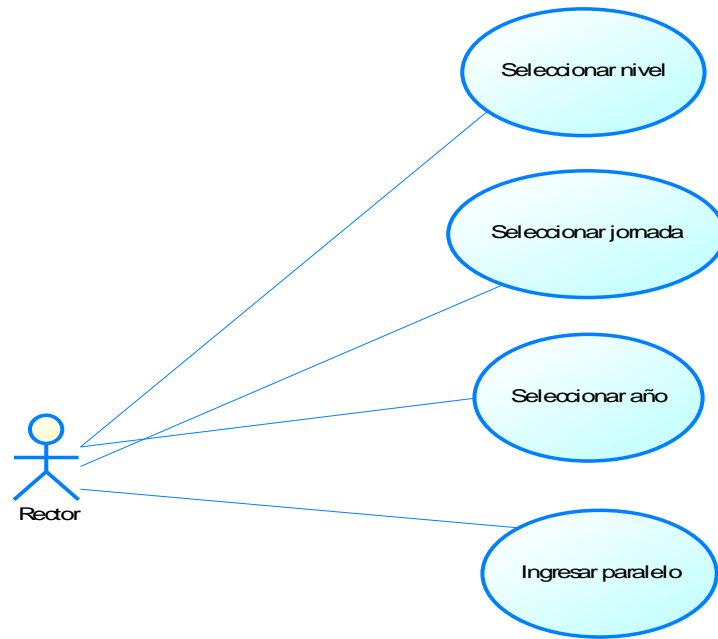 Seleccionar nivel
Seleccionar jornada
Seleccionar año
Rector
Ingresar paralelo